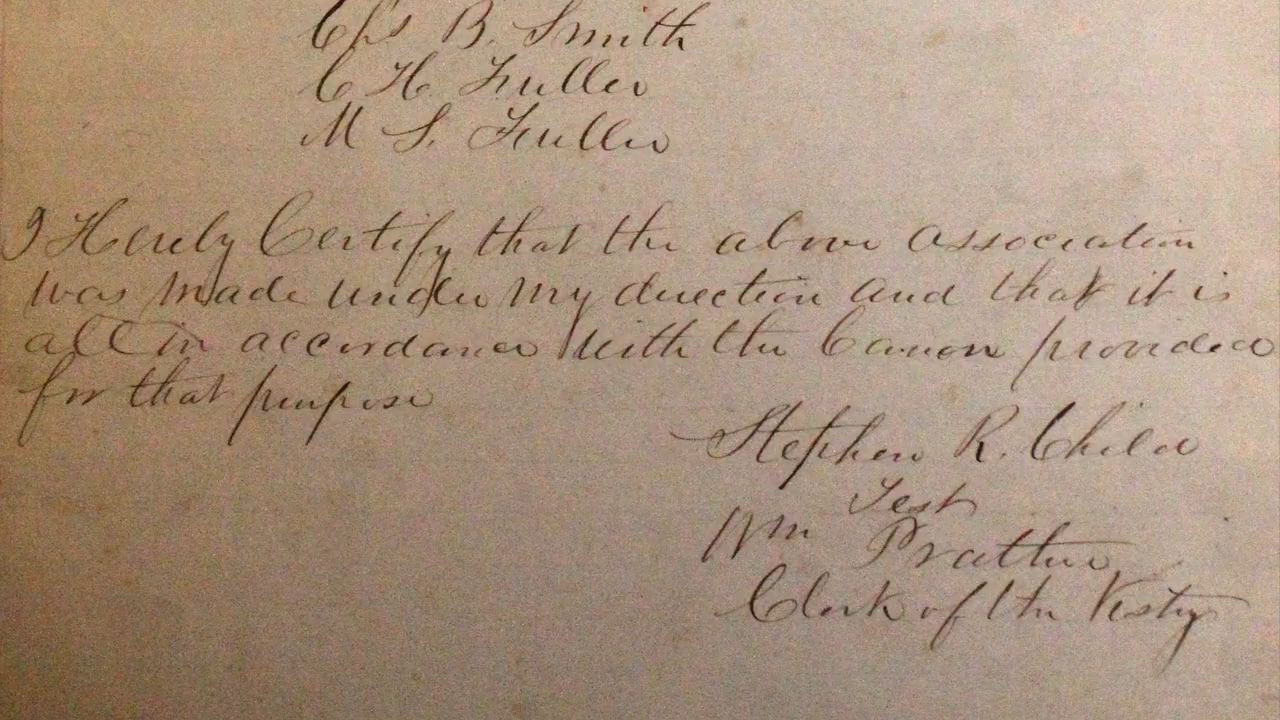 Chs B. Smith
C H Fuller
M S. Fuller
I Hereby Certify that the above association
was made under my direction and that it is
all in accordance with the Canon provided
for that purpose
Stephen R. Child
Test
Wm Prather
Clerk of the Vestry